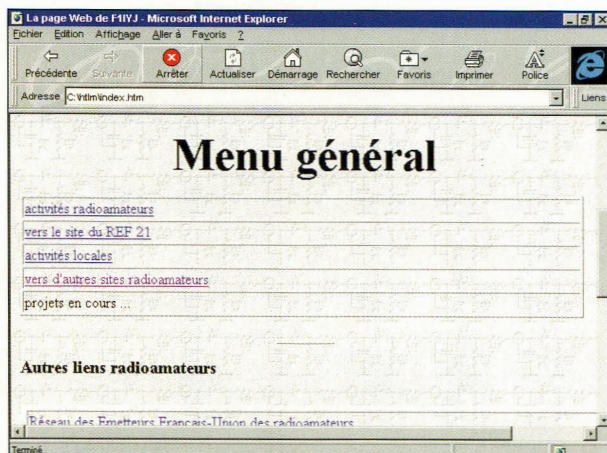 La page Web de F1IYJ - Microsoft Internet Explorer
Fichier Edition Affichage Aller à Favoris ?
Précédente Suivante Arrêter Actualiser Démarrage Rechercher Favoris Imprimer Police
Adresse C:\htlm\index.htm Liens
Menu général
activités radioamateurs
vers le site du REF 21
activités locales
vers d'autres sites radioamateurs
projets en cours ...
Autres liens radioamateurs
Réseau des Emetteurs Français-Union des radioamateurs
Terminé